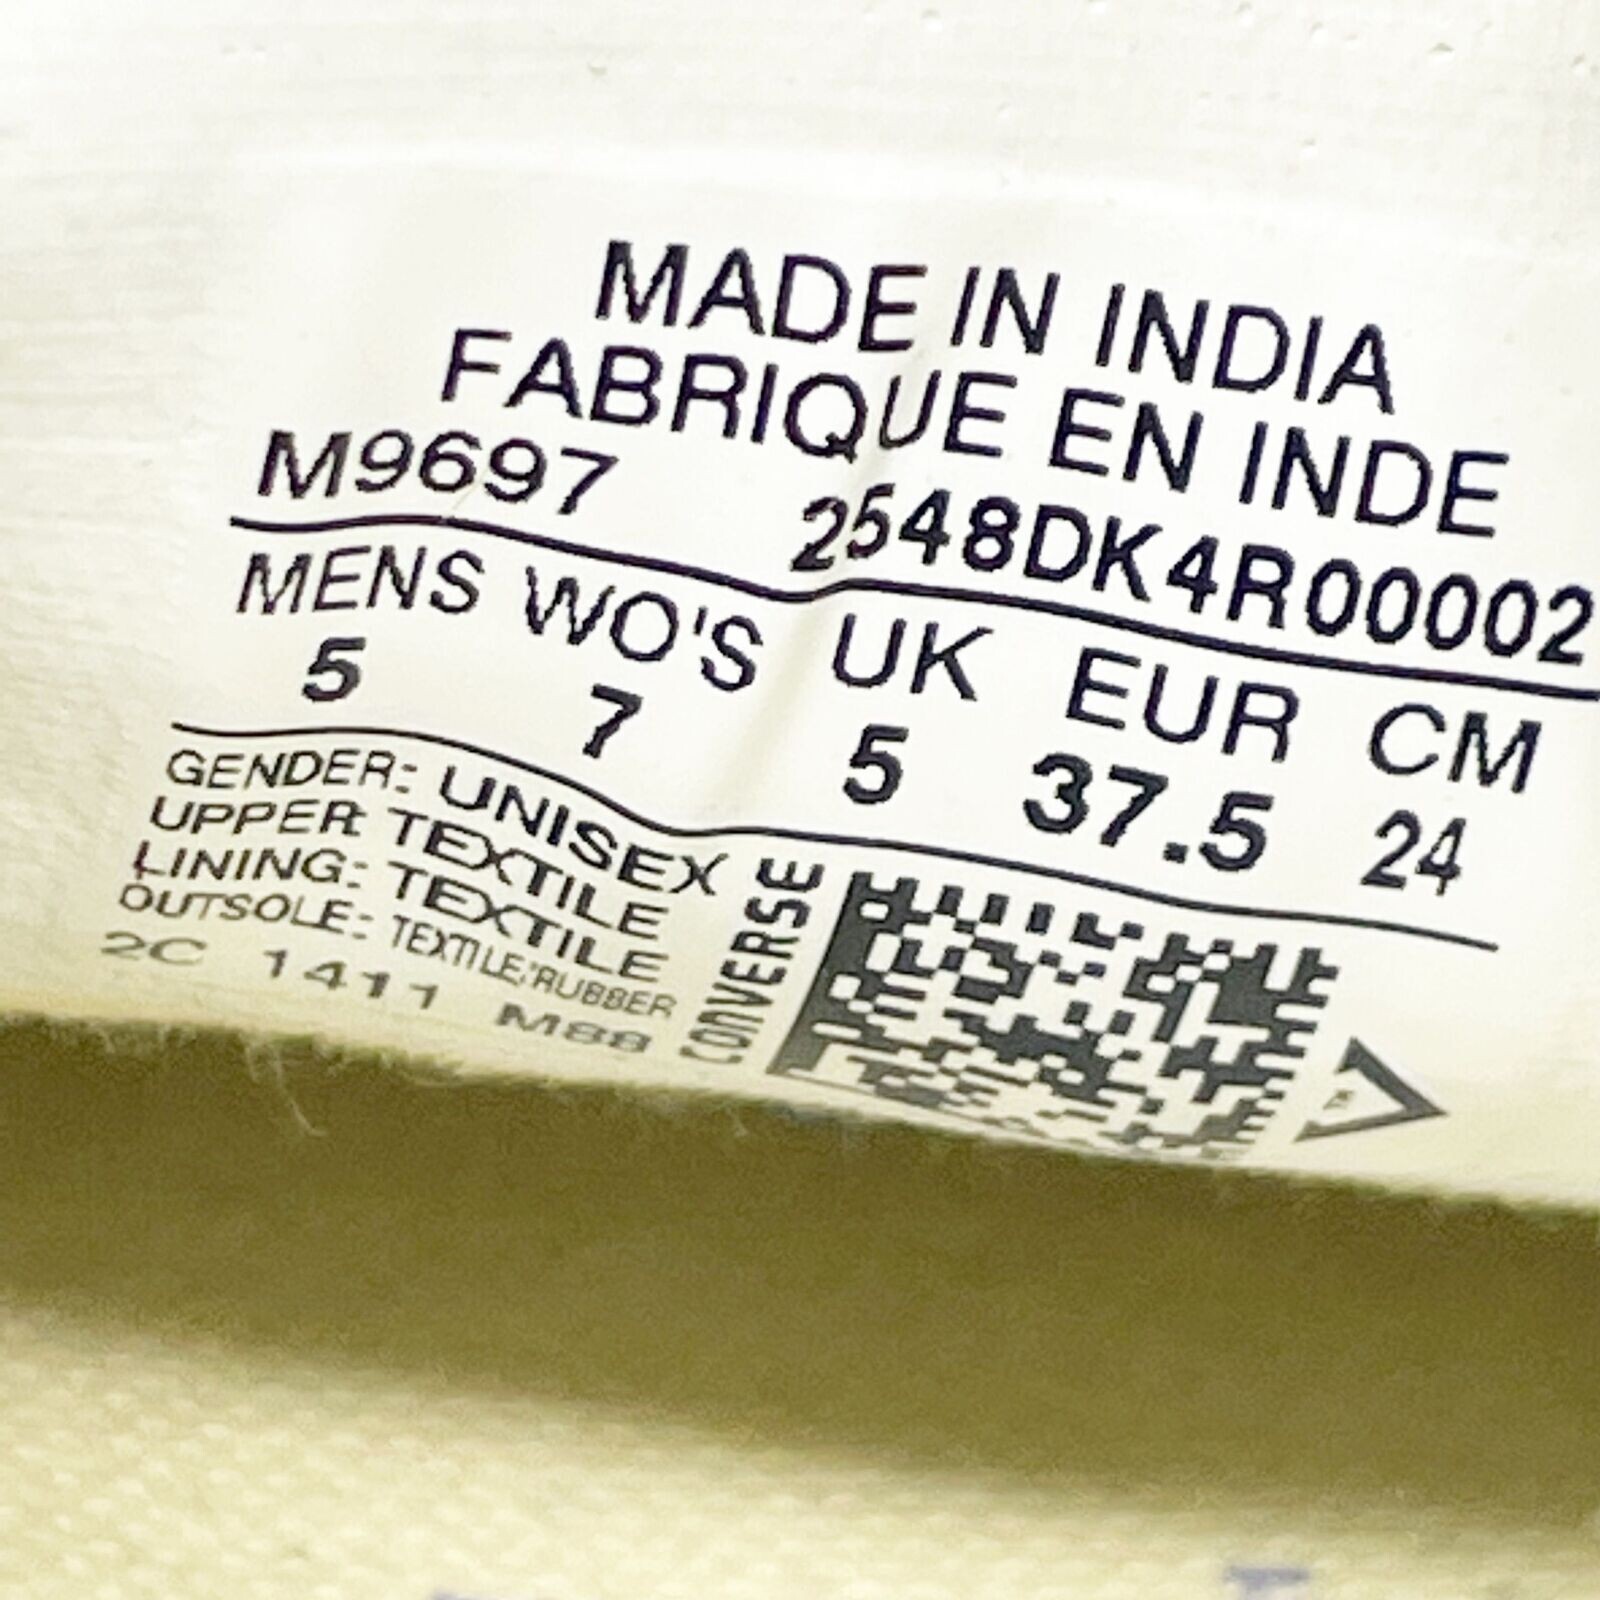 MADE IN INDIA
FABRIQUE EN INDE
M9697 2548DK4R00002
MENS WO'S UK EUR CM
5 7 5 37.5 24
GENDER: UNISEX
UPPER: TEXTILE
LINING: TEXTILE
OUTSOLE: TEXTILE/RUBBER
2C 1411 M88
CONVERSE